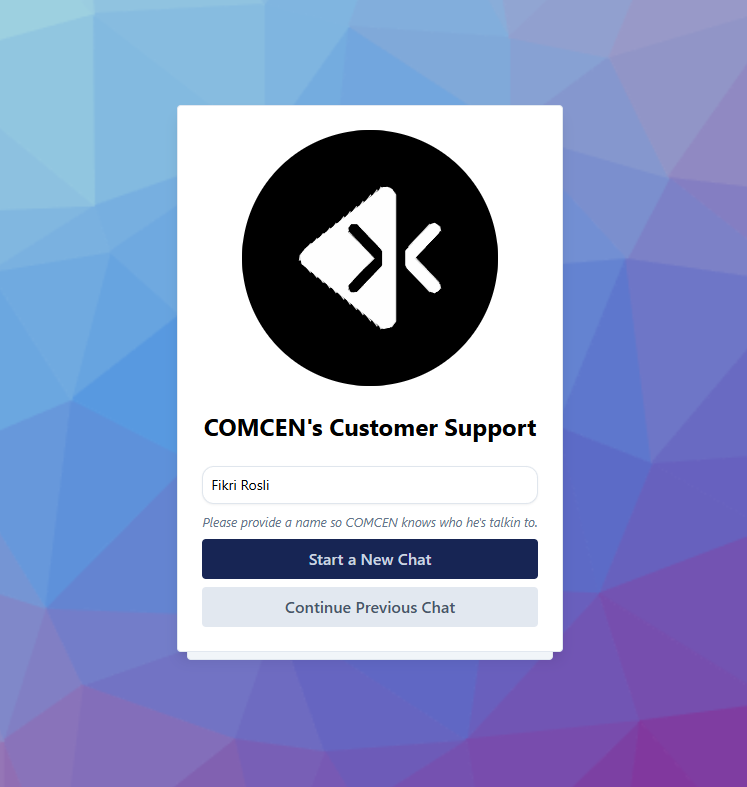 COMCEN's Customer Support
Fikri Rosli
Please provide a name so COMCEN knows who he's talkin to.
Start a New Chat
Continue Previous Chat